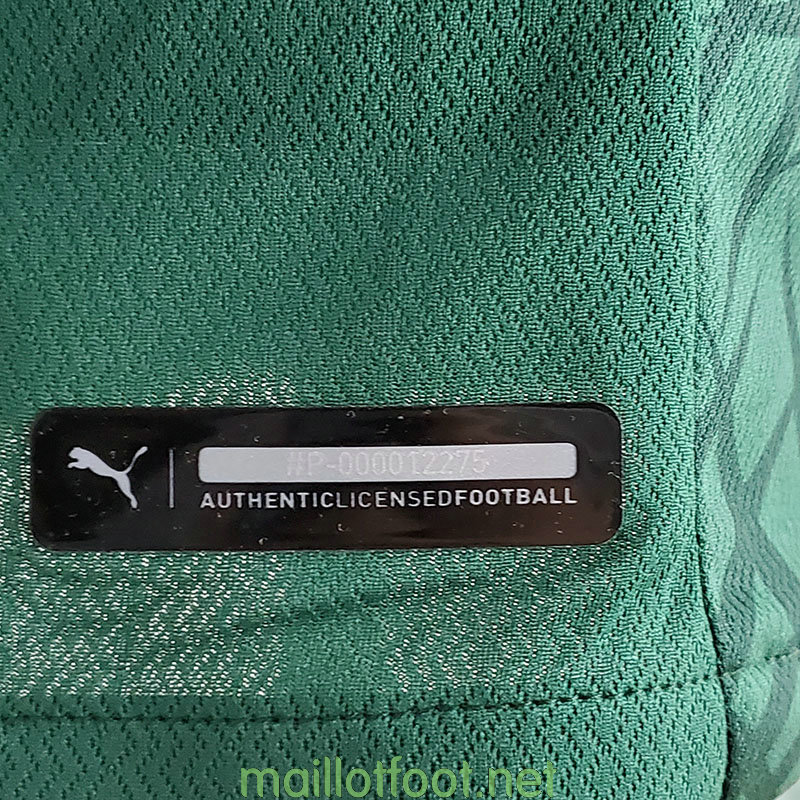 #P-000012275
AUTHENTICLICENSEDFOOTBALL
maillotfoot.net